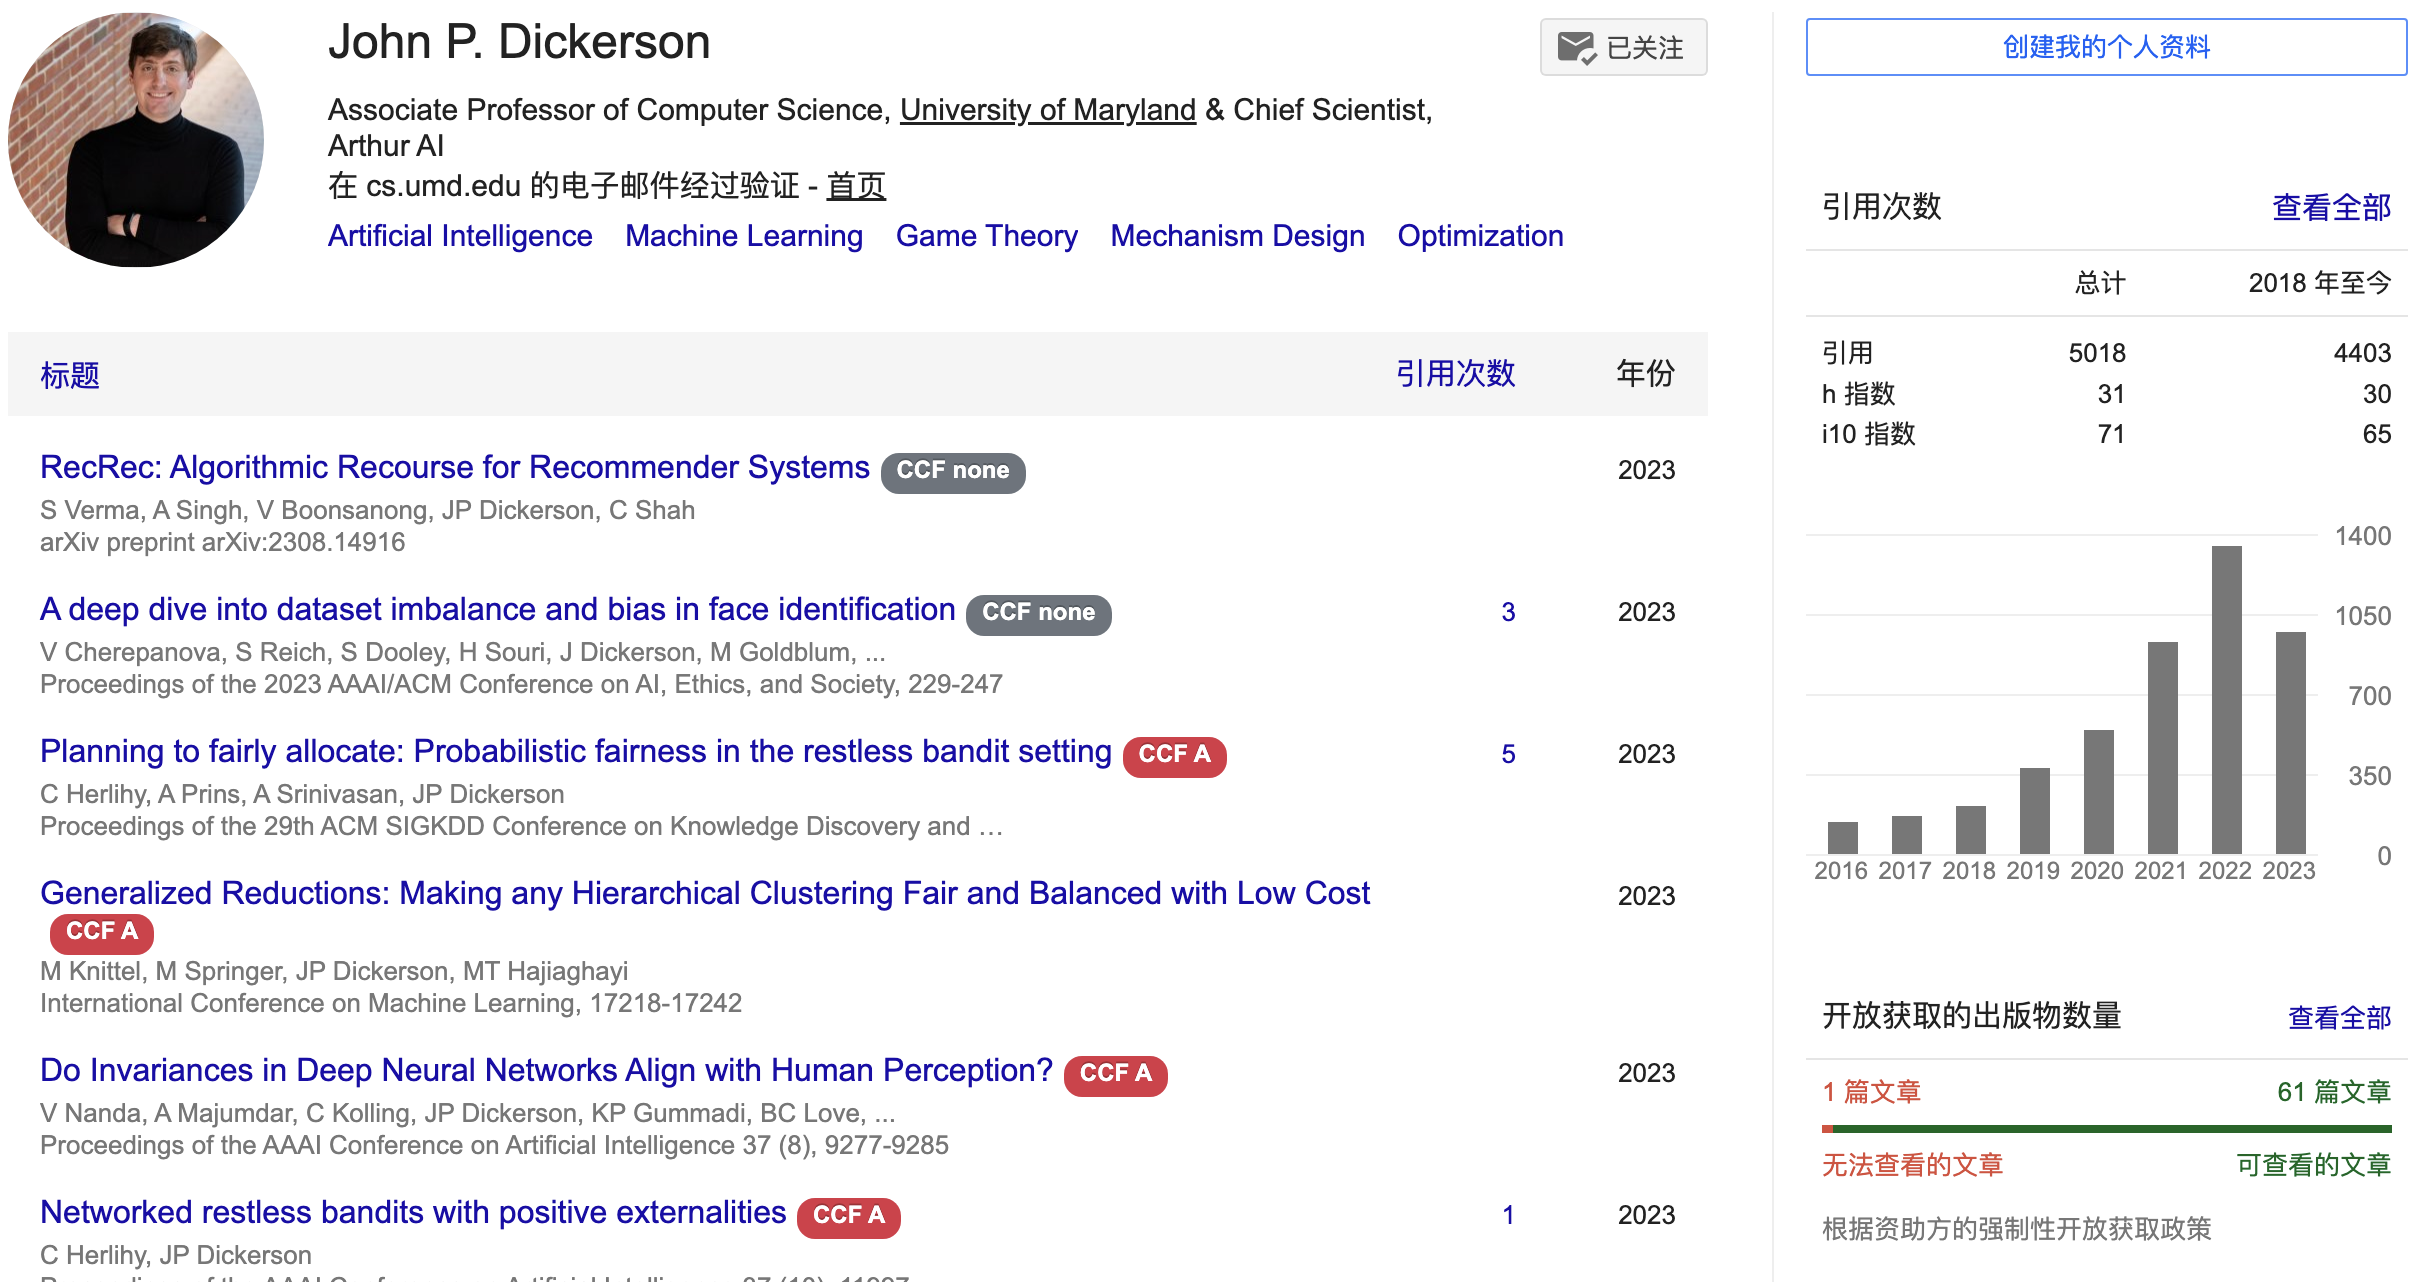 John P. Dickerson
已关注
Associate Professor of Computer Science, University of Maryland & Chief Scientist,
Arthur AI
在 cs.umd.edu 的电子邮件经过验证 - 首页
Artificial Intelligence Machine Learning Game Theory Mechanism Design Optimization
标题 引用次数 年份
RecRec: Algorithmic Recourse for Recommender Systems CCF none 2023
S Verma, A Singh, V Boonsanong, JP Dickerson, C Shah
arXiv preprint arXiv:2308.14916
A deep dive into dataset imbalance and bias in face identification CCF none 3 2023
V Cherepanova, S Reich, S Dooley, H Souri, J Dickerson, M Goldblum, ...
Proceedings of the 2023 AAAI/ACM Conference on AI, Ethics, and Society, 229-247
Planning to fairly allocate: Probabilistic fairness in the restless bandit setting CCF A 5 2023
C Herlihy, A Prins, A Srinivasan, JP Dickerson
Proceedings of the 29th ACM SIGKDD Conference on Knowledge Discovery and …
Generalized Reductions: Making any Hierarchical Clustering Fair and Balanced with Low Cost 2023
CCF A
M Knittel, M Springer, JP Dickerson, MT Hajiaghayi
International Conference on Machine Learning, 17218-17242
Do Invariances in Deep Neural Networks Align with Human Perception? CCF A 2023
V Nanda, A Majumdar, C Kolling, JP Dickerson, KP Gummadi, BC Love, ...
Proceedings of the AAAI Conference on Artificial Intelligence 37 (8), 9277-9285
Networked restless bandits with positive externalities CCF A 1 2023
C Herlihy, JP Dickerson
创建我的个人资料
引用次数 查看全部
总计 2018 年至今
引用 5018 4403
h 指数 31 30
i10 指数 71 65
1400
1050
700
350
0
2016 2017 2018 2019 2020 2021 2022 2023
开放获取的出版物数量 查看全部
1 篇文章 61 篇文章
无法查看的文章 可查看的文章
根据资助方的强制性开放获取政策